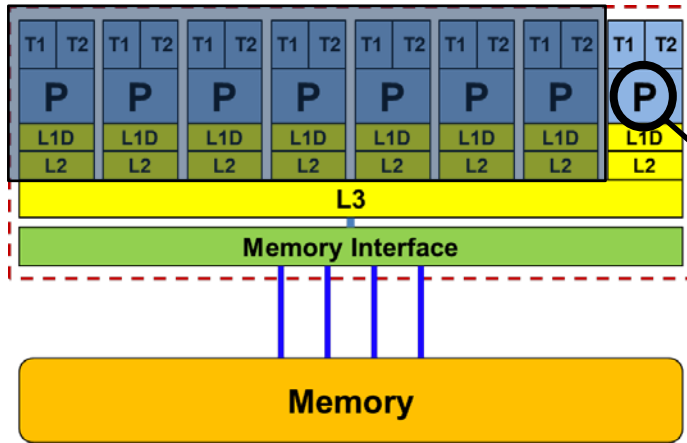 T1 T2 T1 T2 T1 T2 T1 T2 T1 T2 T1 T2 T1 T2 T1 T2
P P P P P P P P
L1D L1D L1D L1D L1D L1D L1D L1D
L2 L2 L2 L2 L2 L2 L2 L2
L3
Memory Interface
Memory